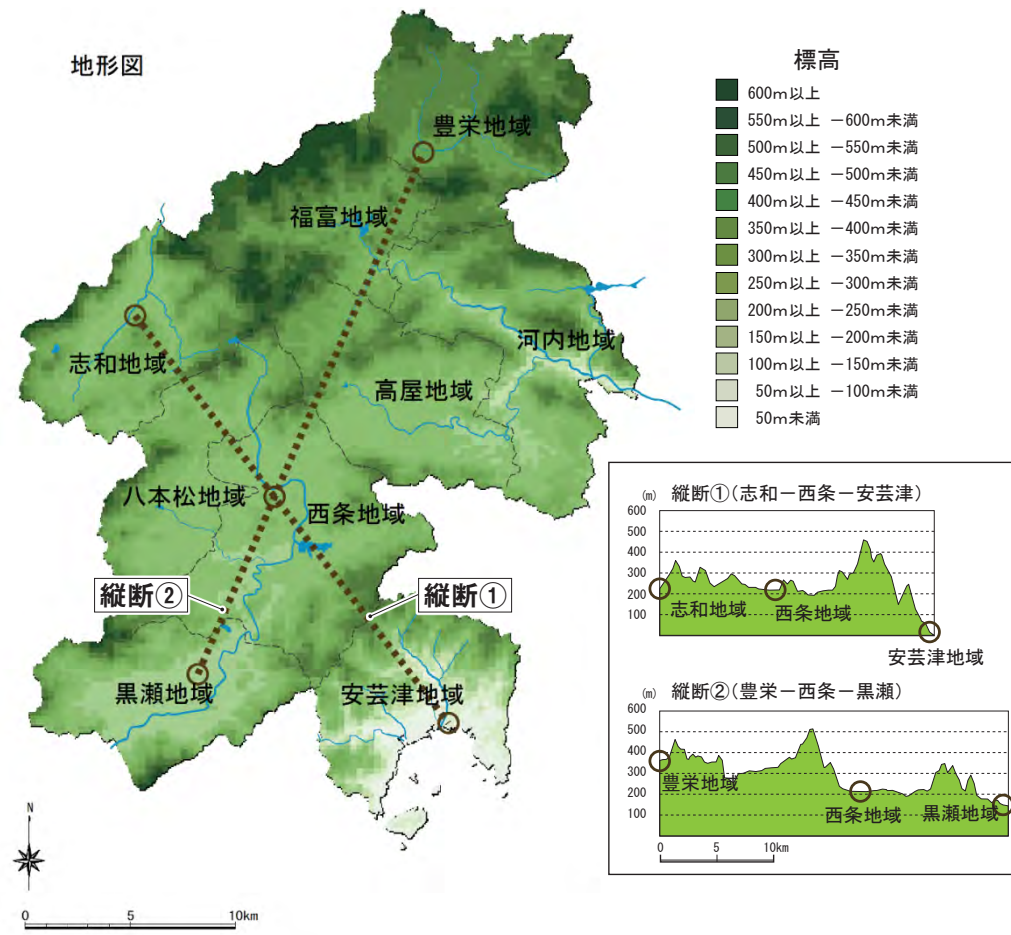 地形図
標高
600m以上
550m以上 －600m未満
500m以上 －550m未満
450m以上 －500m未満
400m以上 －450m未満
350m以上 －400m未満
300m以上 －350m未満
250m以上 －300m未満
200m以上 －250m未満
150m以上 －200m未満
100m以上 －150m未満
50m以上 －100m未満
50m未満
豊栄地域
福富地域
志和地域
河内地域
高屋地域
八本松地域
西条地域
縦断②
縦断①
黒瀬地域
安芸津地域
N
0 5 10km
(m) 縦断①(志和－西条－安芸津)
600
500
400
300
200
100
志和地域
西条地域
安芸津地域
(m) 縦断②(豊栄－西条－黒瀬)
600
500
400
300
200
100
豊栄地域
西条地域
黒瀬地域
0 5 10km